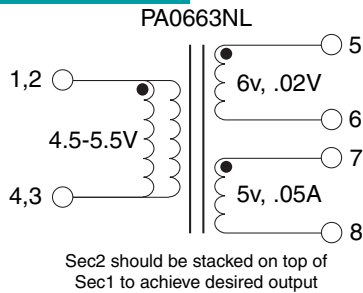 PA0663NL
1,2
4,3
4.5-5.5V
5
6v, .02V
6
7
5v, .05A
8
Sec2 should be stacked on top of
Sec1 to achieve desired output